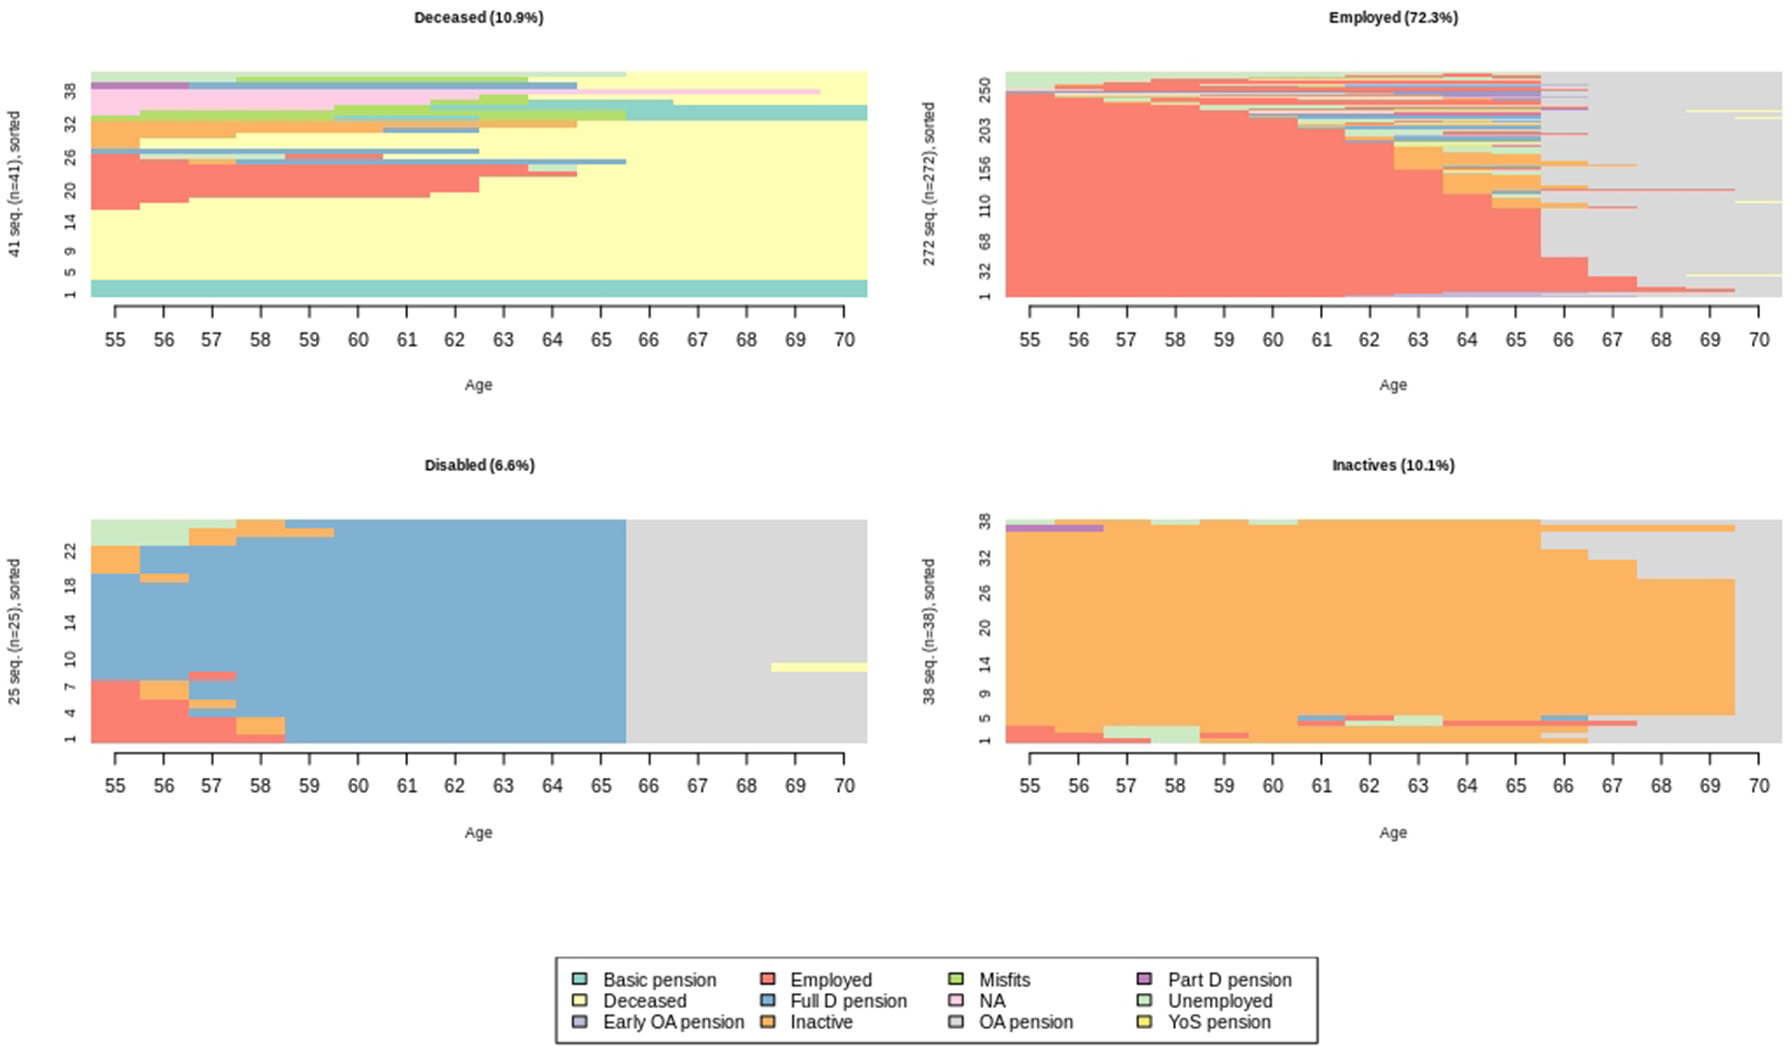 Deceased (10.9%)
41 seq. (n=41), sorted
38
32
26
20
14
9
5
1
55 56 57 58 59 60 61 62 63 64 65 66 67 68 69 70
Age
Employed (72.3%)
272 seq. (n=272), sorted
250
203
156
110
68
32
1
55 56 57 58 59 60 61 62 63 64 65 66 67 68 69 70
Age
Disabled (6.6%)
25 seq. (n=25), sorted
22
18
14
10
7
4
1
55 56 57 58 59 60 61 62 63 64 65 66 67 68 69 70
Age
Inactives (10.1%)
38 seq. (n=38), sorted
38
32
26
20
14
9
5
1
55 56 57 58 59 60 61 62 63 64 65 66 67 68 69 70
Age
Basic pension Employed Misfits Part D pension
Deceased Full D pension NA Unemployed
Early OA pension Inactive OA pension YoS pension